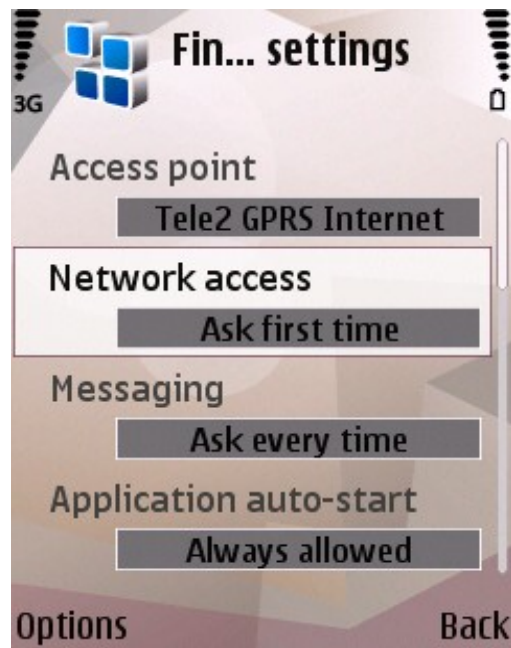 Fin... settings
3G
Access point
Tele2 GPRS Internet
Network access
Ask first time
Messaging
Ask every time
Application auto-start
Always allowed
Options Back